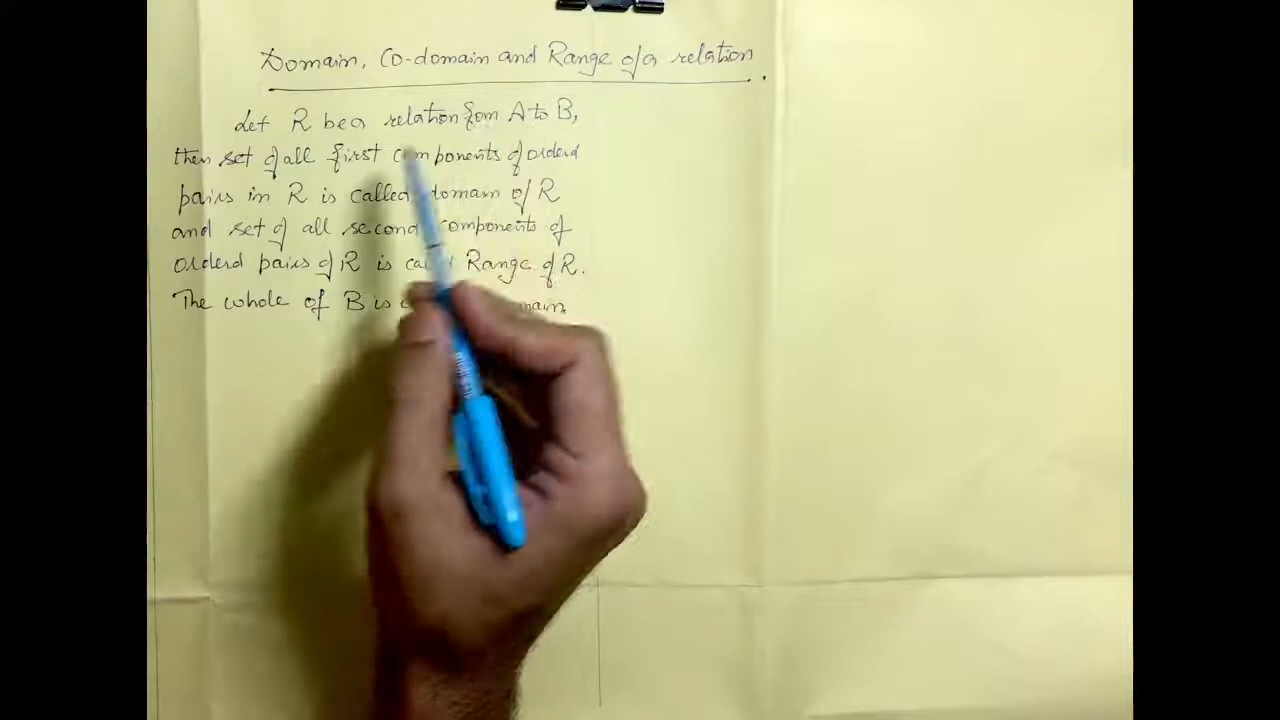 Domain, Co-domain and Range of a relation.
Let R be a relation from A to B,
then set of all first components of orderd
pairs in R is called domain of R
and set of all second components of
orderd pairs of R is Range of R.
The whole of B is